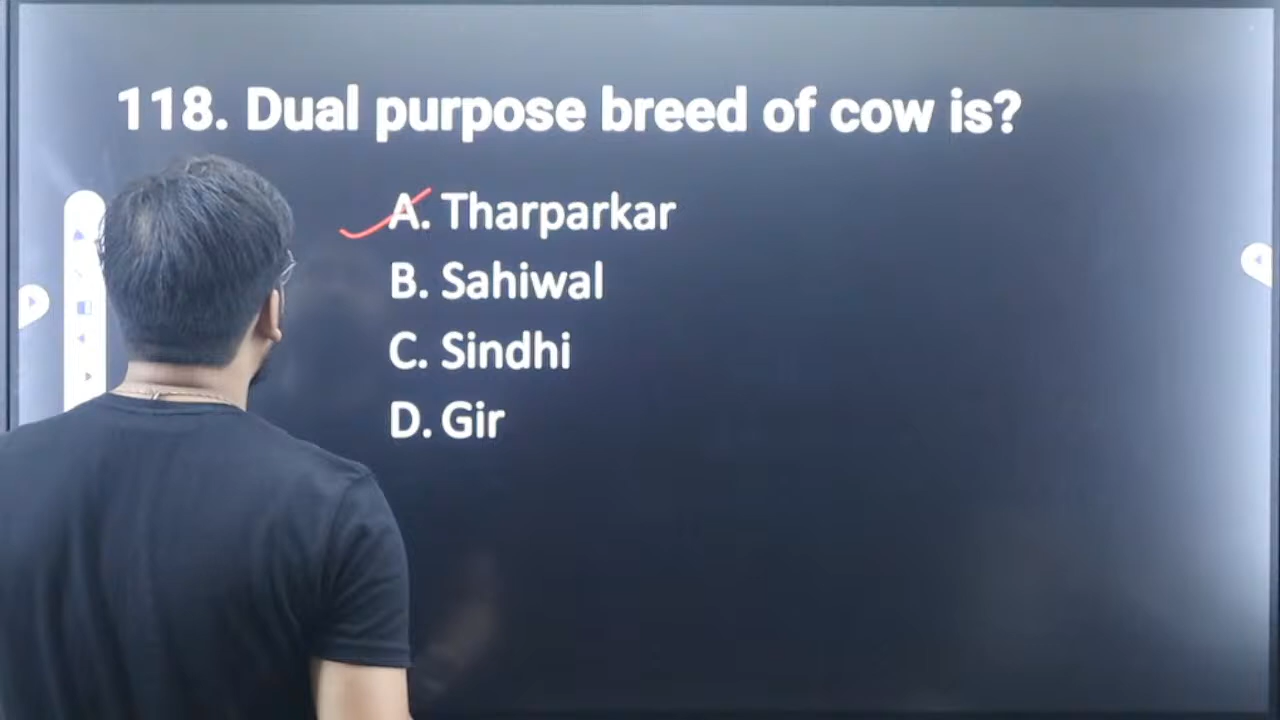 118. Dual purpose breed of cow is?
A. Tharparkar
B. Sahiwal
C. Sindhi
D. Gir